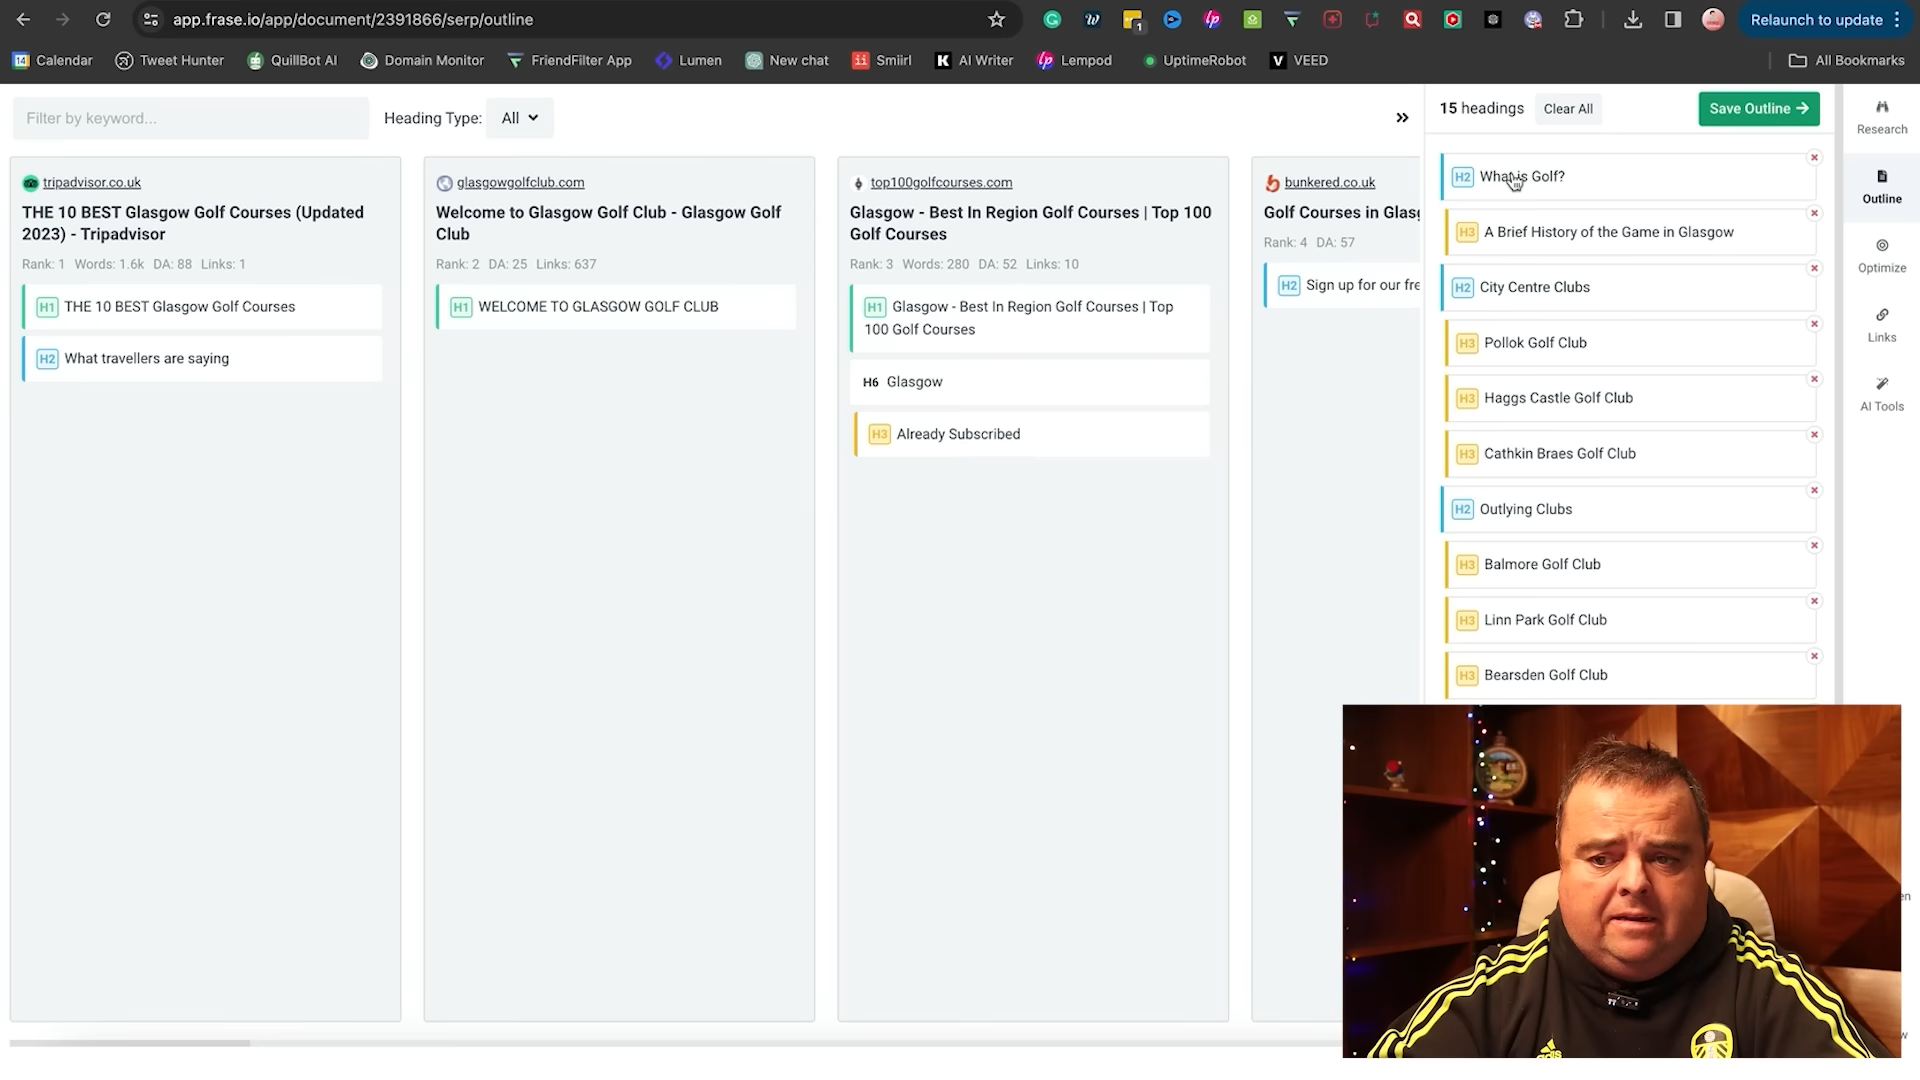 app.frase.io/app/document/2391866/serp/outline
1
Relaunch to update
14 Calendar
Tweet Hunter
QuillBot AI
Domain Monitor
FriendFilter App
Lumen
New chat
Smiirl
AI Writer
Lempod
UptimeRobot
VEED
All Bookmarks
Filter by keyword...
Heading Type: All
15 headings
Clear All
Save Outline
Research
Outline
Optimize
Links
AI Tools
tripadvisor.co.uk
THE 10 BEST Glasgow Golf Courses (Updated
2023) - Tripadvisor
Rank: 1 Words: 1.6k DA: 88 Links: 1
H1 THE 10 BEST Glasgow Golf Courses
H2 What travellers are saying
glasgowgolfclub.com
Welcome to Glasgow Golf Club - Glasgow Golf
Club
Rank: 2 DA: 25 Links: 637
H1 WELCOME TO GLASGOW GOLF CLUB
top100golfcourses.com
Glasgow - Best In Region Golf Courses | Top 100
Golf Courses
Rank: 3 Words: 280 DA: 52 Links: 10
H1 Glasgow - Best In Region Golf Courses | Top
100 Golf Courses
H6 Glasgow
H3 Already Subscribed
bunkered.co.uk
Golf Courses in Glasg
Rank: 4 DA: 57
H2 Sign up for our fre
H2 What is Golf?
H3 A Brief History of the Game in Glasgow
H2 City Centre Clubs
H3 Pollok Golf Club
H3 Haggs Castle Golf Club
H3 Cathkin Braes Golf Club
H2 Outlying Clubs
H3 Balmore Golf Club
H3 Linn Park Golf Club
H3 Bearsden Golf Club